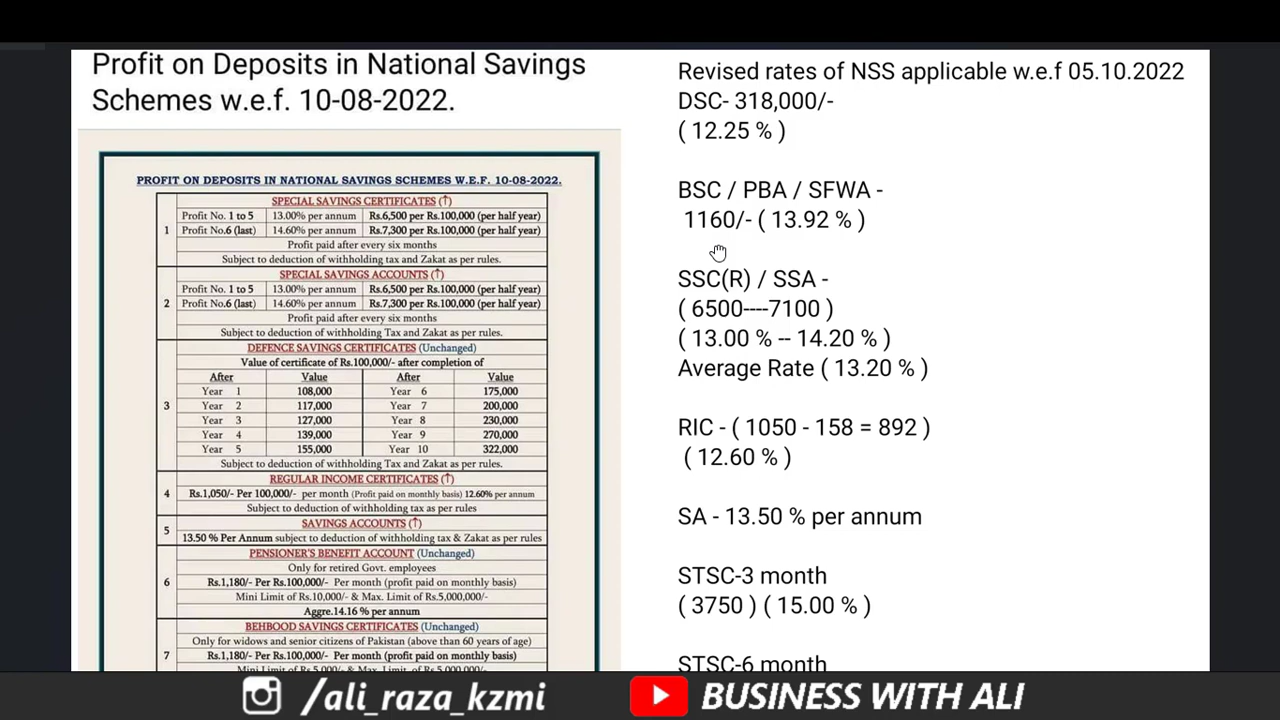 Profit on Deposits in National Savings
Schemes w.e.f. 10-08-2022.
PROFIT ON DEPOSITS IN NATIONAL SAVINGS SCHEMES W.E.F. 10-08-2022.
1
SPECIAL SAVINGS CERTIFICATES (↑)
Profit No. 1 to 5 13.00% per annum Rs.6,500 per Rs.100,000 (per half year)
Profit No.6 (last) 14.60% per annum Rs.7,300 per Rs.100,000 (per half year)
Profit paid after every six months
Subject to deduction of withholding tax and Zakat as per rules.
2
SPECIAL SAVINGS ACCOUNTS (↑)
Profit No. 1 to 5 13.00% per annum Rs.6,500 per Rs.100,000 (per half year)
Profit No.6 (last) 14.60% per annum Rs.7,300 per Rs.100,000 (per half year)
Profit paid after every six months
Subject to deduction of withholding Tax and Zakat as per rules.
3
DEFENCE SAVINGS CERTIFICATES (Unchanged)
Value of certificate of Rs.100,000/- after completion of
After Value After Value
Year 1 108,000 Year 6 175,000
Year 2 117,000 Year 7 200,000
Year 3 127,000 Year 8 230,000
Year 4 139,000 Year 9 270,000
Year 5 155,000 Year 10 322,000
Subject to deduction of withholding Tax and Zakat as per rules.
4
REGULAR INCOME CERTIFICATES (↑)
Rs.1,050/- Per 100,000/- per month (Profit paid on monthly basis) 12.60% per annum
Subject to deduction of withholding tax as per rules
5
SAVINGS ACCOUNTS (↑)
13.50 % Per Annum subject to deduction of withholding tax & Zakat as per rules
6
PENSIONER'S BENEFIT ACCOUNT (Unchanged)
Only for retired Govt. employees
Rs.1,180/- Per Rs.100,000/- Per month (profit paid on monthly basis)
Mini Limit of Rs.10,000/- & Max. Limit of Rs.5,000,000/-
Aggre.14.16 % per annum
7
BEHBOOD SAVINGS CERTIFICATES (Unchanged)
Only for widows and senior citizens of Pakistan (above than 60 years of age)
Rs.1,180/- Per Rs.100,000/- Per month (profit paid on monthly basis)
Mini Limit of Rs 5,000/- & Max. Limit of Rs.5,000,000/-
Revised rates of NSS applicable w.e.f 05.10.2022
DSC- 318,000/-
( 12.25 % )
BSC / PBA / SFWA -
1160/- ( 13.92 % )
SSC(R) / SSA -
( 6500----7100 )
( 13.00 % -- 14.20 % )
Average Rate ( 13.20 % )
RIC - ( 1050 - 158 = 892 )
( 12.60 % )
SA - 13.50 % per annum
STSC-3 month
( 3750 ) ( 15.00 % )
STSC-6 month
/ali_raza_kzmi
BUSINESS WITH ALI